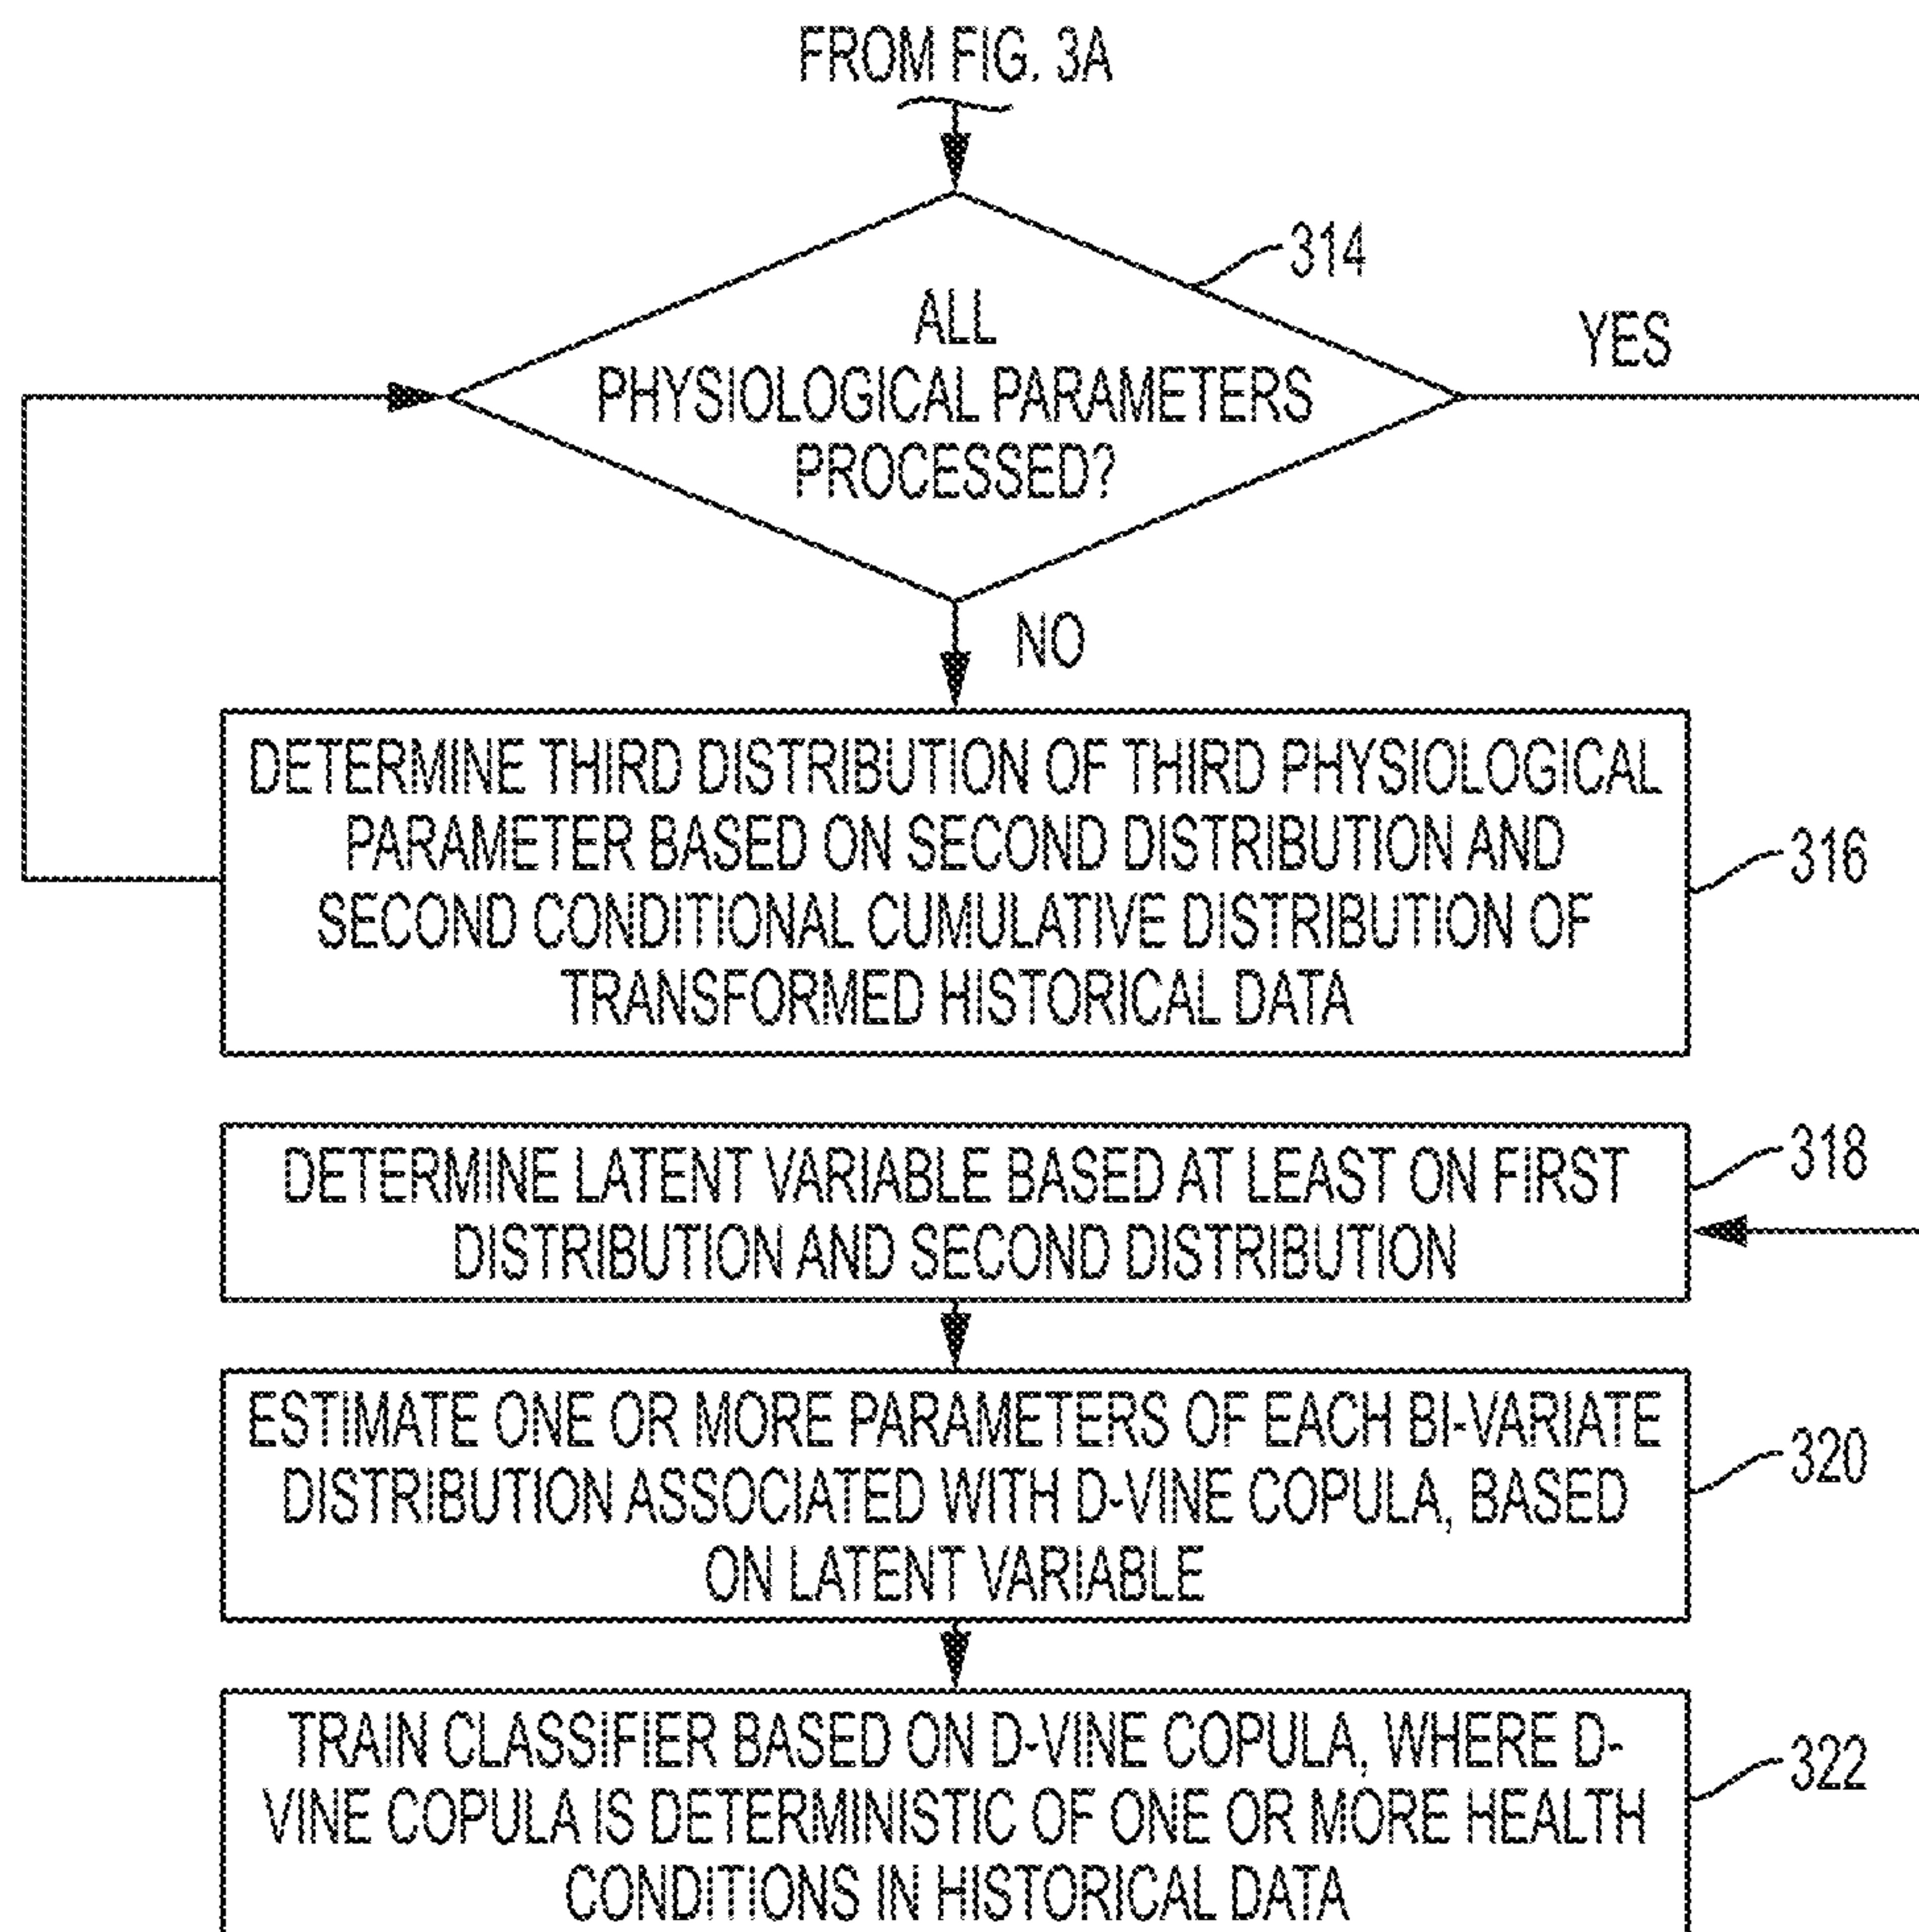 FROM FIG. 3A
314
ALL
PHYSIOLOGICAL PARAMETERS
PROCESSED?
YES
NO
DETERMINE THIRD DISTRIBUTION OF THIRD PHYSIOLOGICAL
PARAMETER BASED ON SECOND DISTRIBUTION AND
SECOND CONDITIONAL CUMULATIVE DISTRIBUTION OF
TRANSFORMED HISTORICAL DATA
316
DETERMINE LATENT VARIABLE BASED AT LEAST ON FIRST
DISTRIBUTION AND SECOND DISTRIBUTION
318
ESTIMATE ONE OR MORE PARAMETERS OF EACH BI-VARIATE
DISTRIBUTION ASSOCIATED WITH D-VINE COPULA, BASED
ON LATENT VARIABLE
320
TRAIN CLASSIFIER BASED ON D-VINE COPULA, WHERE D-
VINE COPULA IS DETERMINISTIC OF ONE OR MORE HEALTH
CONDITIONS IN HISTORICAL DATA
322